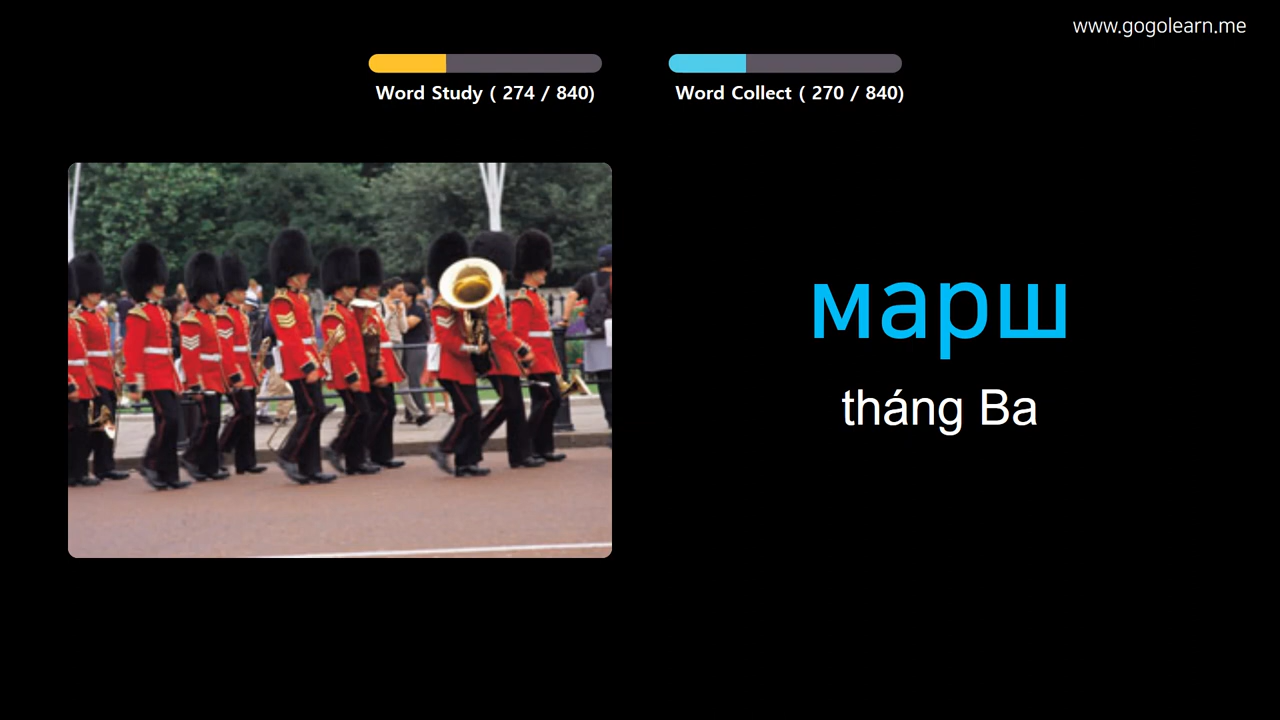 www.gogolearn.me
Word Study ( 274 / 840)
Word Collect ( 270 / 840)
марш
tháng Ba